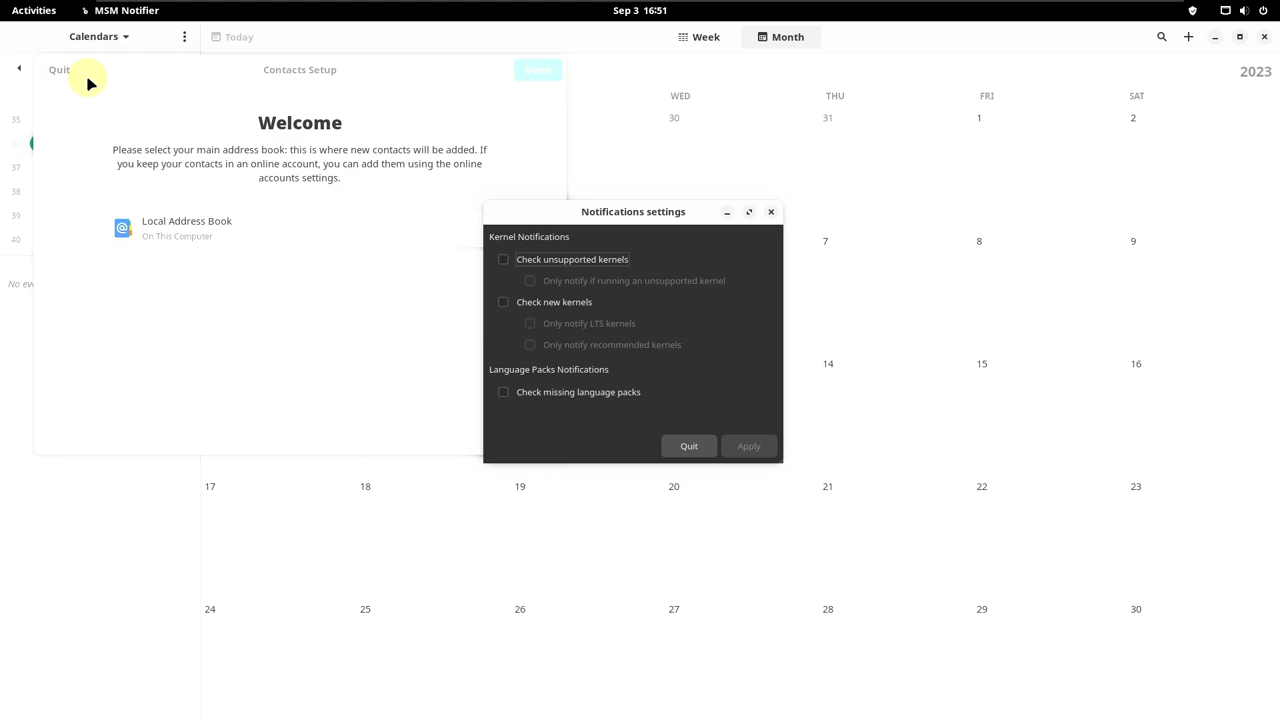 Activities
MSM Notifier
Sep 3 16:51
Calendars
Today
Week
Month
2023
Quit
Contacts Setup
Done
Welcome
Please select your main address book: this is where new contacts will be added. If
you keep your contacts in an online account, you can add them using the online
accounts settings.
Local Address Book
On This Computer
35
37
38
39
40
No ev
WED
THU
FRI
SAT
30
31
1
2
7
8
9
14
15
16
17
18
19
20
21
22
23
24
25
26
27
28
29
30
Notifications settings
Kernel Notifications
Check unsupported kernels
Only notify if running an unsupported kernel
Check new kernels
Only notify LTS kernels
Only notify recommended kernels
Language Packs Notifications
Check missing language packs
Quit
Apply